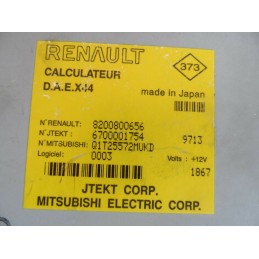 RENAULT
373
CALCULATEUR
D.A.E.X44
made in Japan
N°RENAULT: 8200800656
N°JTEKT: 6700001754 9713
N°MITSUBISHI: Q1T25572MUKD
Logiciel: 0003 Volts : +12V
1867
JTEKT CORP.
MITSUBISHI ELECTRIC CORP.